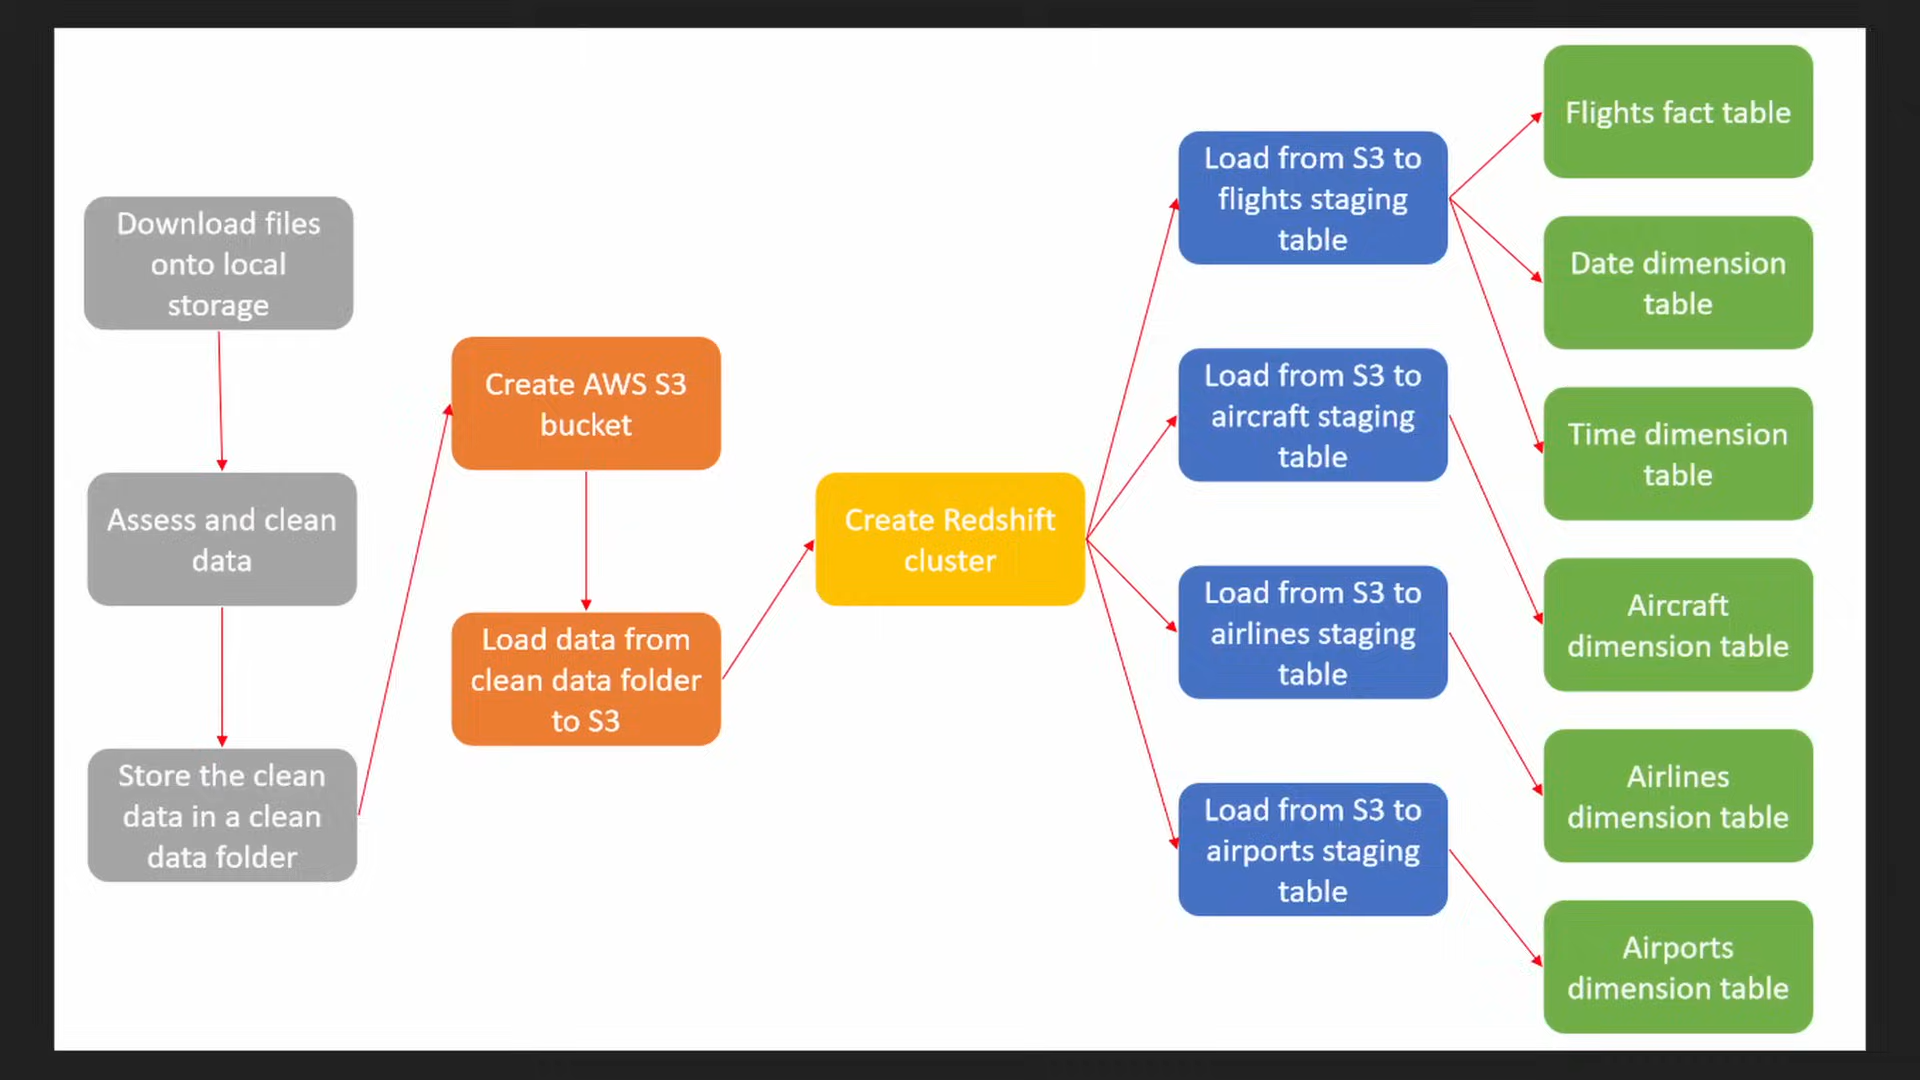 Download files
onto local
storage
Assess and clean
data
Store the clean
data in a clean
data folder
Create AWS S3
bucket
Load data from
clean data folder
to S3
Create Redshift
cluster
Load from S3 to
flights staging
table
Load from S3 to
aircraft staging
table
Load from S3 to
airlines staging
table
Load from S3 to
airports staging
table
Flights fact table
Date dimension
table
Time dimension
table
Aircraft
dimension table
Airlines
dimension table
Airports
dimension table